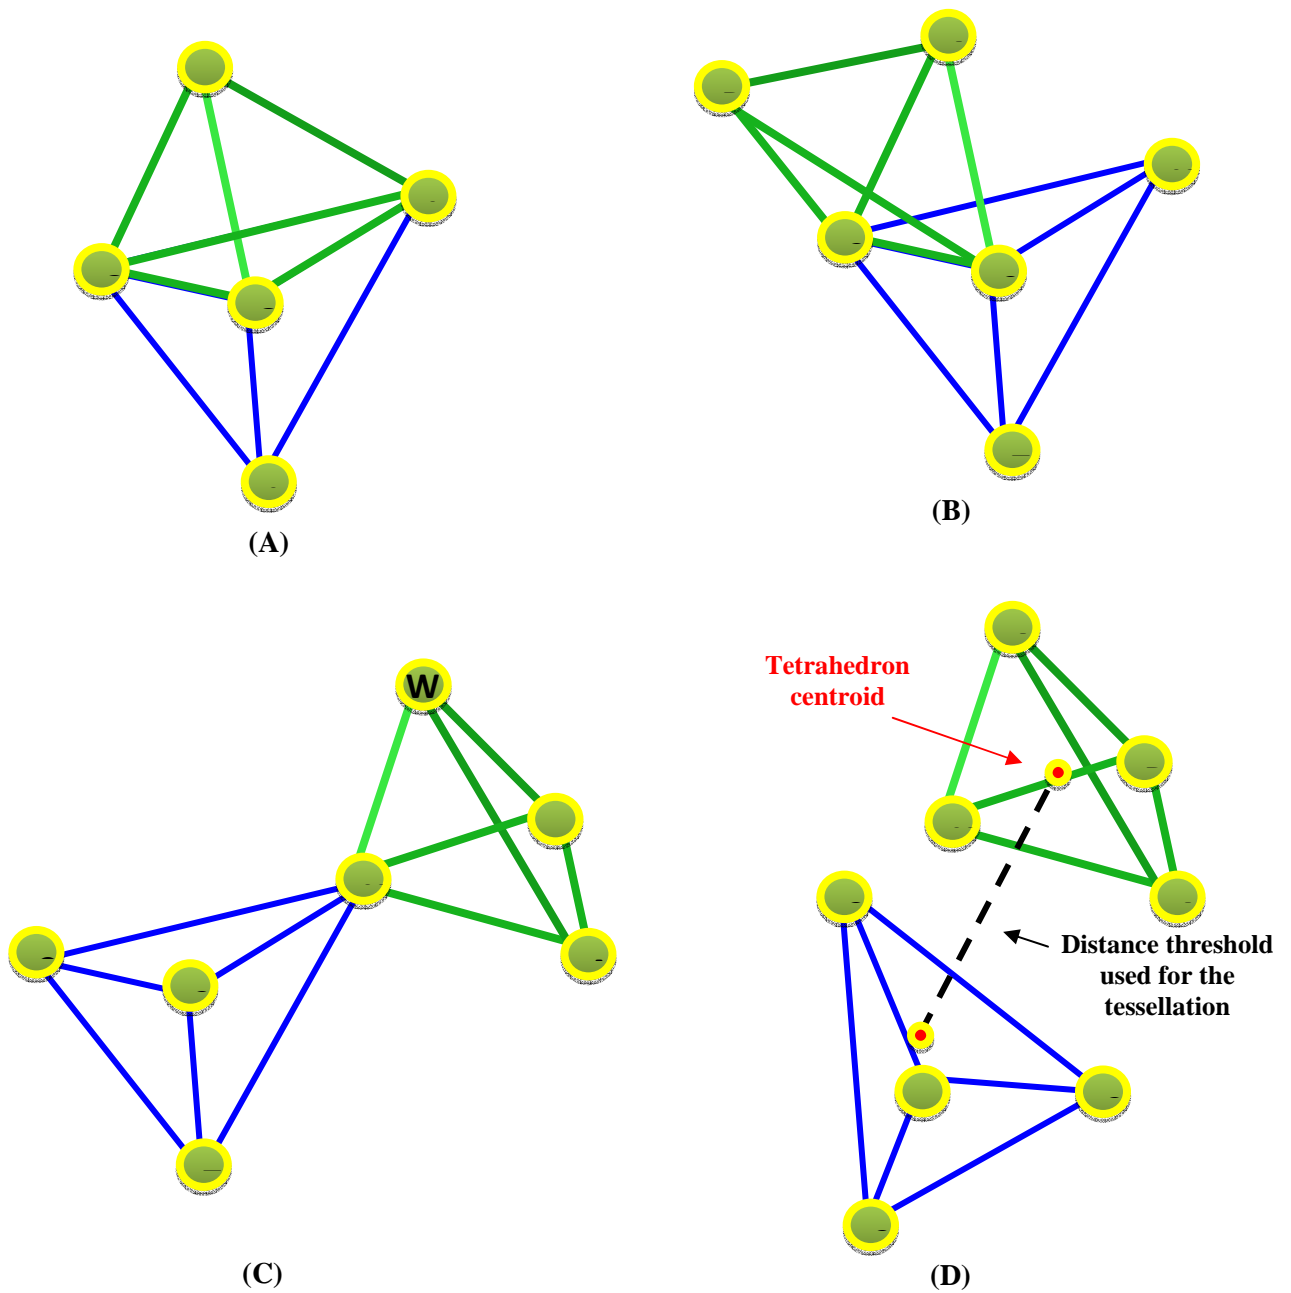 (A)
(B)
W
(C)
Tetrahedron
centroid
Distance threshold
used for the
tessellation
(D)